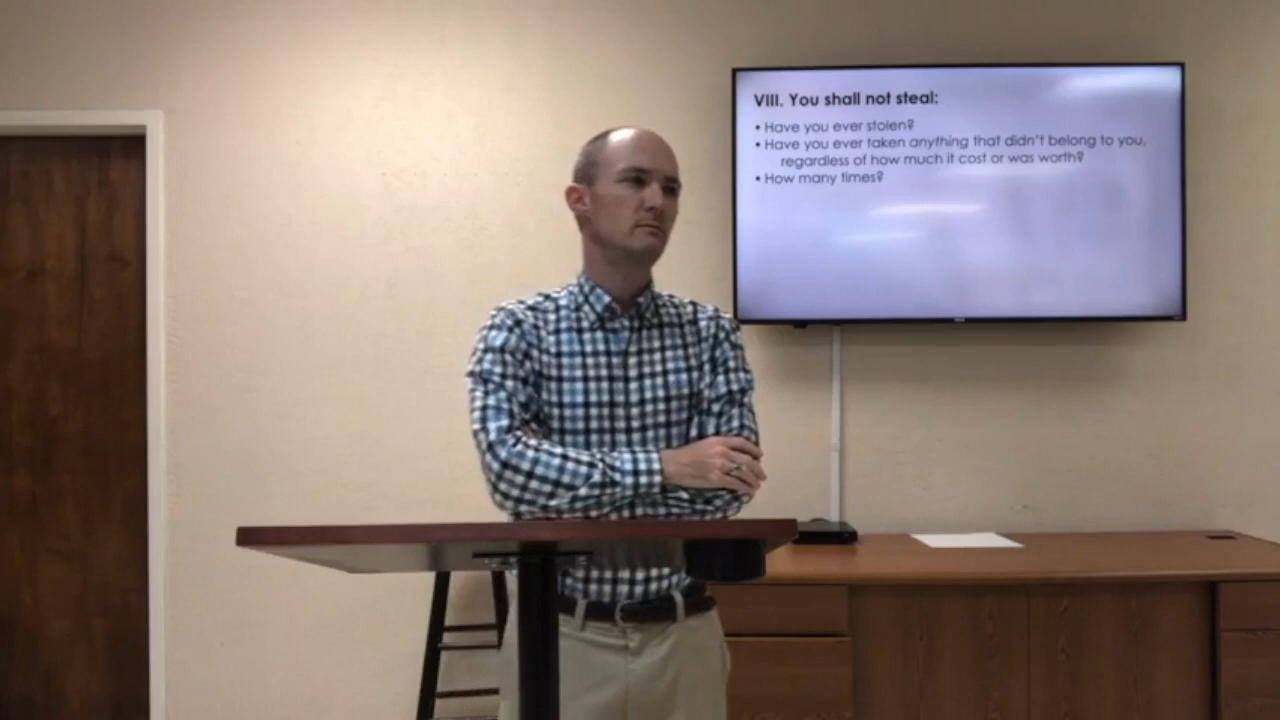 VIII. You shall not steal:
• Have you ever stolen?
• Have you ever taken anything that didn't belong to you,
regardless of how much it cost or was worth?
• How many times?